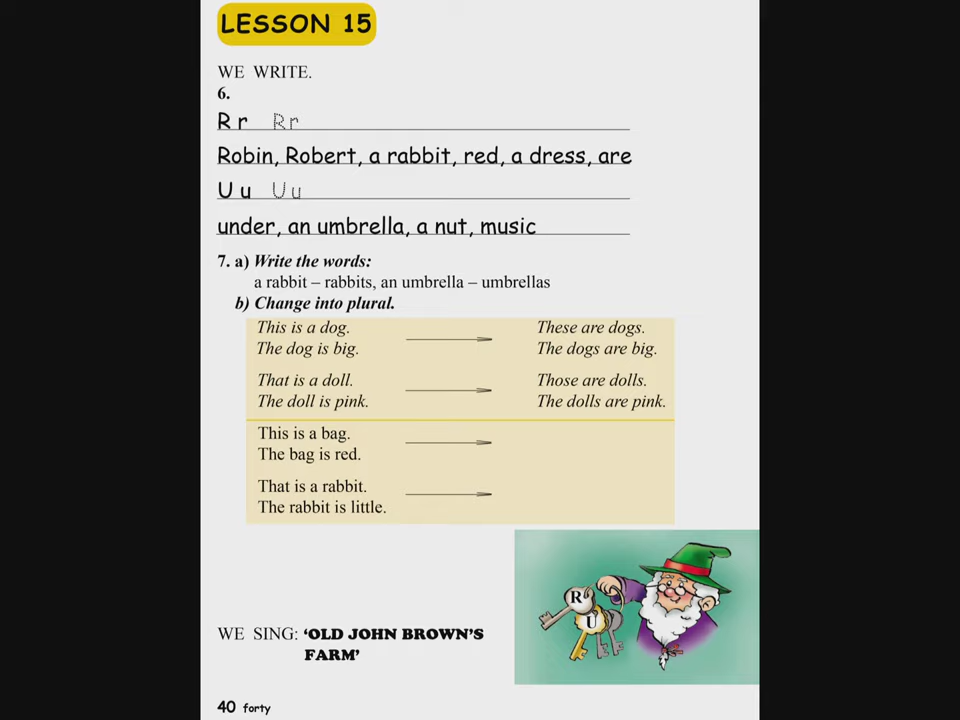 LESSON 15
WE WRITE.
6.
R r Rr
Robin, Robert, a rabbit, red, a dress, are
U u Uu
under, an umbrella, a nut, music
7. a) Write the words:
a rabbit – rabbits, an umbrella – umbrellas
b) Change into plural.
This is a dog. These are dogs.
The dog is big. The dogs are big.
That is a doll. Those are dolls.
The doll is pink. The dolls are pink.
This is a bag.
The bag is red.
That is a rabbit.
The rabbit is little.
R
U
WE SING: ‘OLD JOHN BROWN’S
FARM’
40 forty